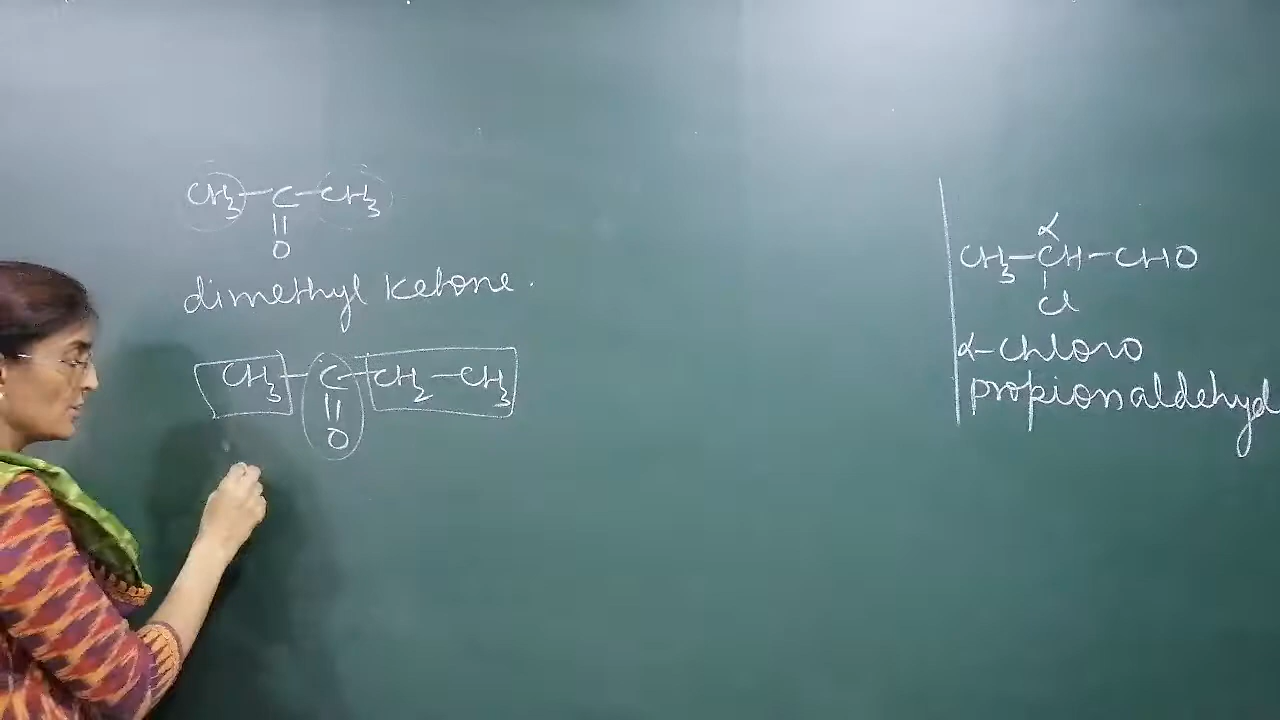 CH₃—C—CH₃
||
O
dimethyl ketone.
CH₃—C—CH₂—CH₃
||
O
α
CH₃—CH—CHO
|
Cl
α-chloro
propionaldehyd